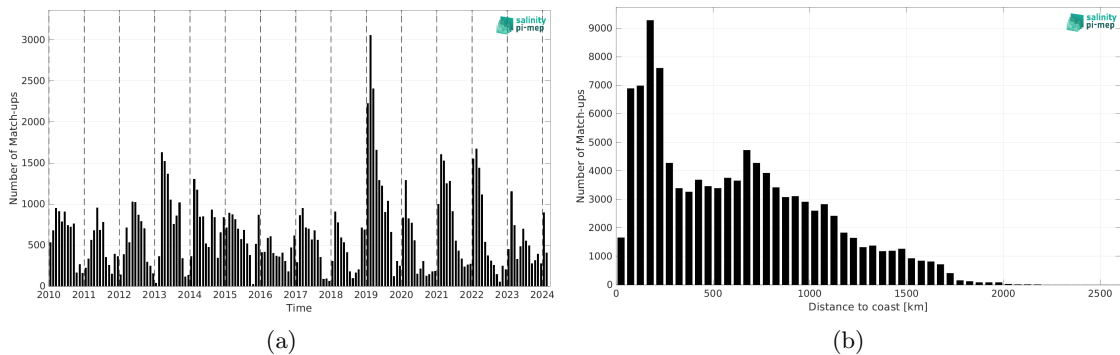 salinity
pi-mep
Number of Match-ups
3000
2500
2000
1500
1000
500
0
2010 2011 2012 2013 2014 2015 2016 2017 2018 2019 2020 2021 2022 2023 2024
Time
(a)
salinity
pi-mep
Number of Match-ups
9000
8000
7000
6000
5000
4000
3000
2000
1000
0
0 500 1000 1500 2000 2500
Distance to coast [km]
(b)